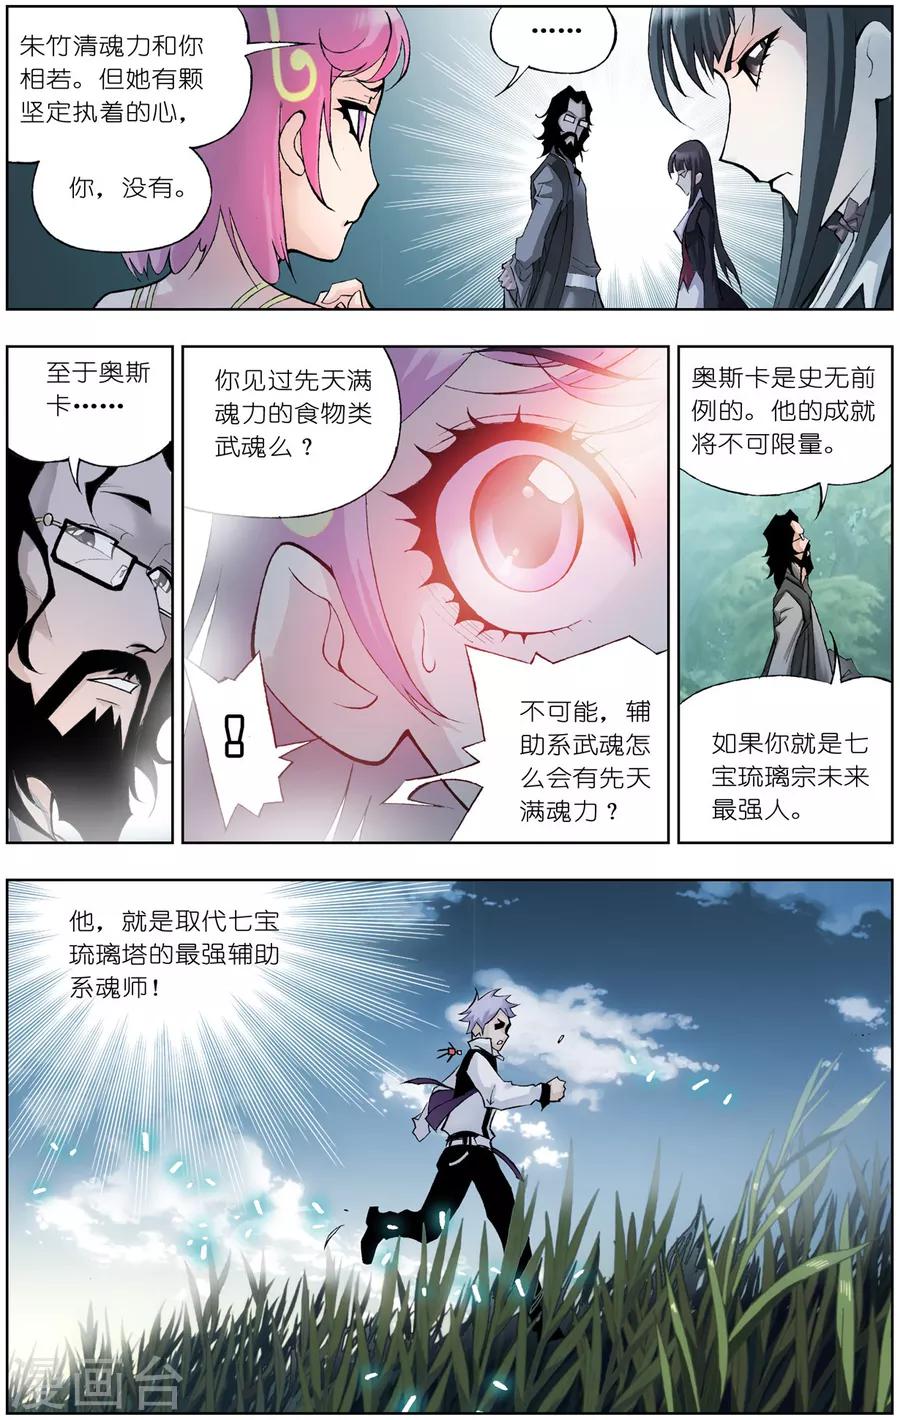 朱竹清魂力和你
相若。但她有颗
坚定执着的心，
你，没有。
……
至于奥斯
卡……
你见过先天满
魂力的食物类
武魂么？
！
不可能，辅
助系武魂怎
么会有先天
满魂力？
奥斯卡是史无前
例的。他的成就
将不可限量。
如果你就是七
宝琉璃宗未来
最强人。
他，就是取代七宝
琉璃塔的最强辅助
系魂师！
漫画台